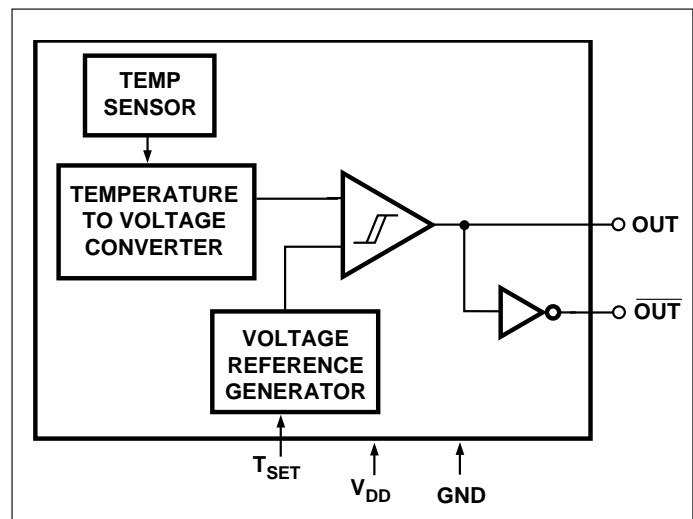 TEMP
SENSOR
TEMPERATURE
TO VOLTAGE
CONVERTER
OUT
OUT
VOLTAGE
REFERENCE
GENERATOR
TSET
VDD
GND